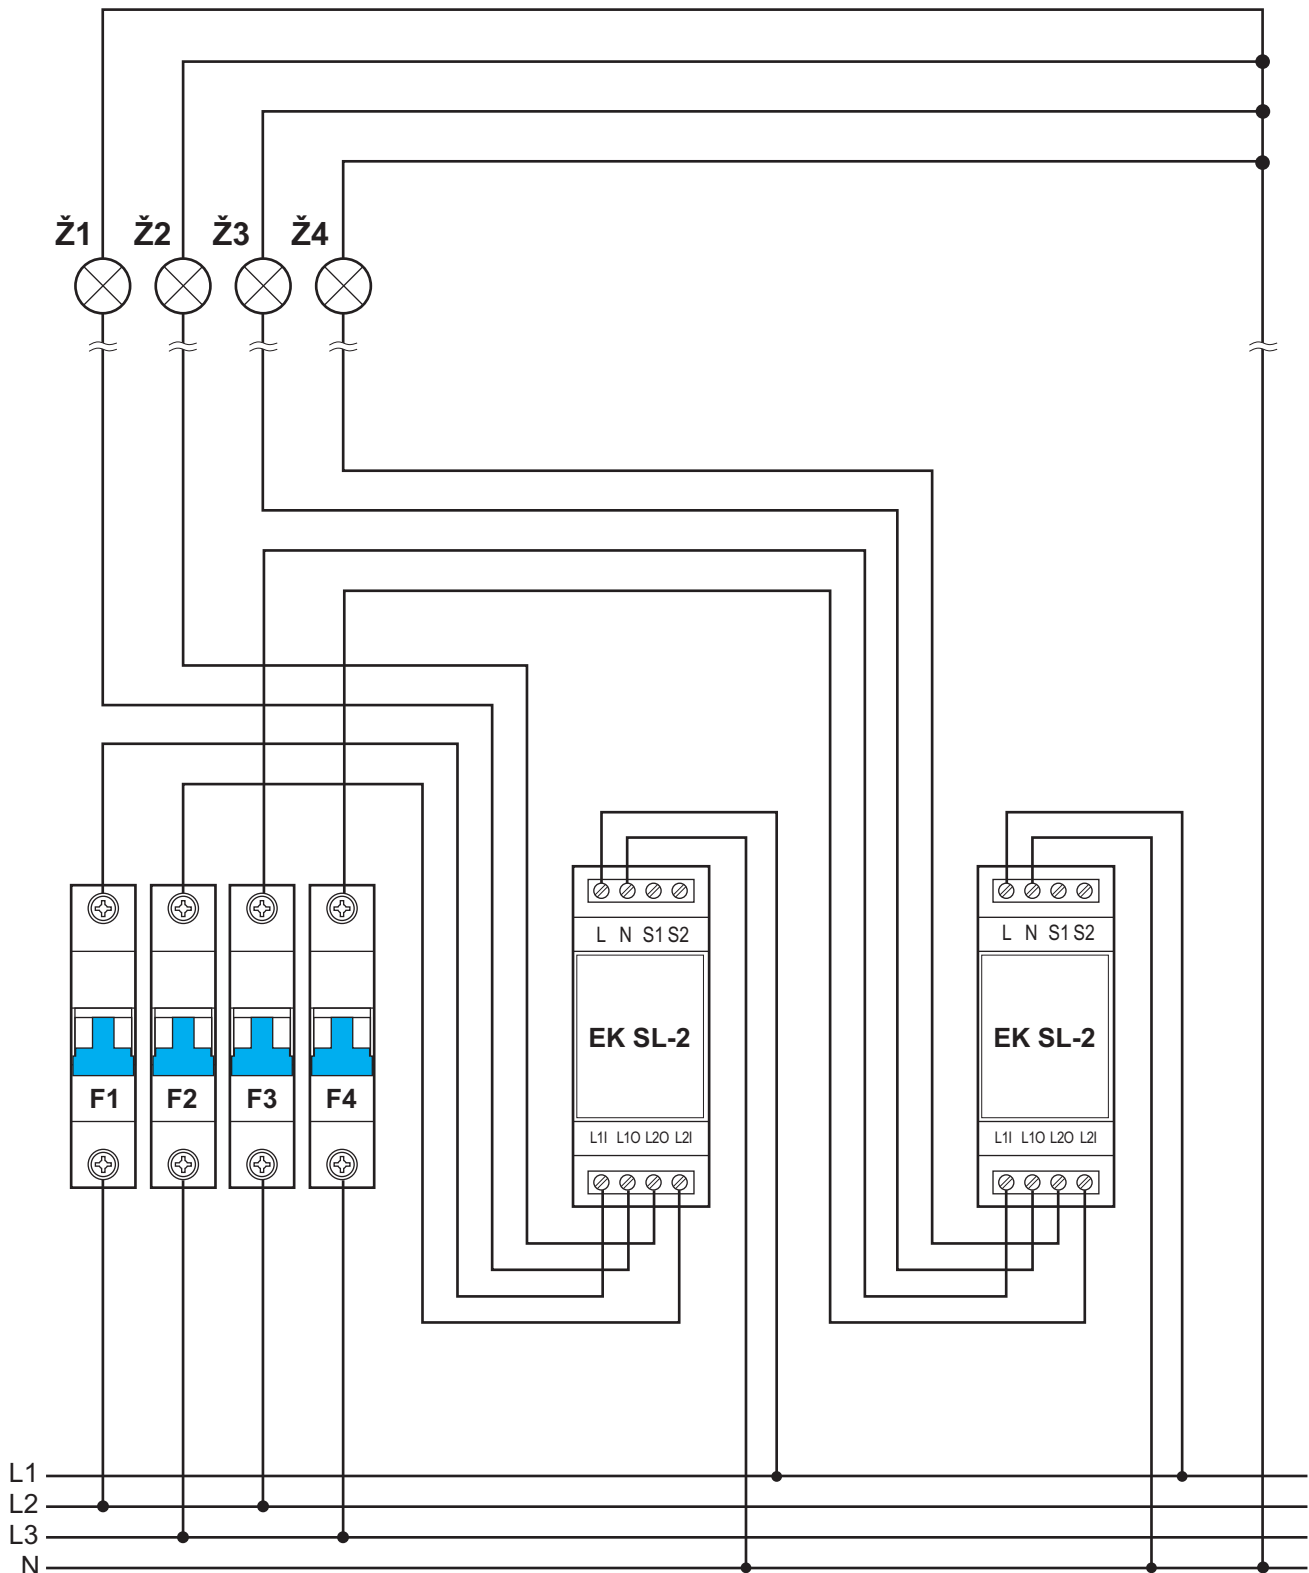 Ž1 Ž2 Ž3 Ž4
L N S1 S2
L N S1 S2
EK SL-2
EK SL-2
F1 F2 F3 F4
L1I L1O L2O L2I
L1I L1O L2O L2I
L1
L2
L3
N